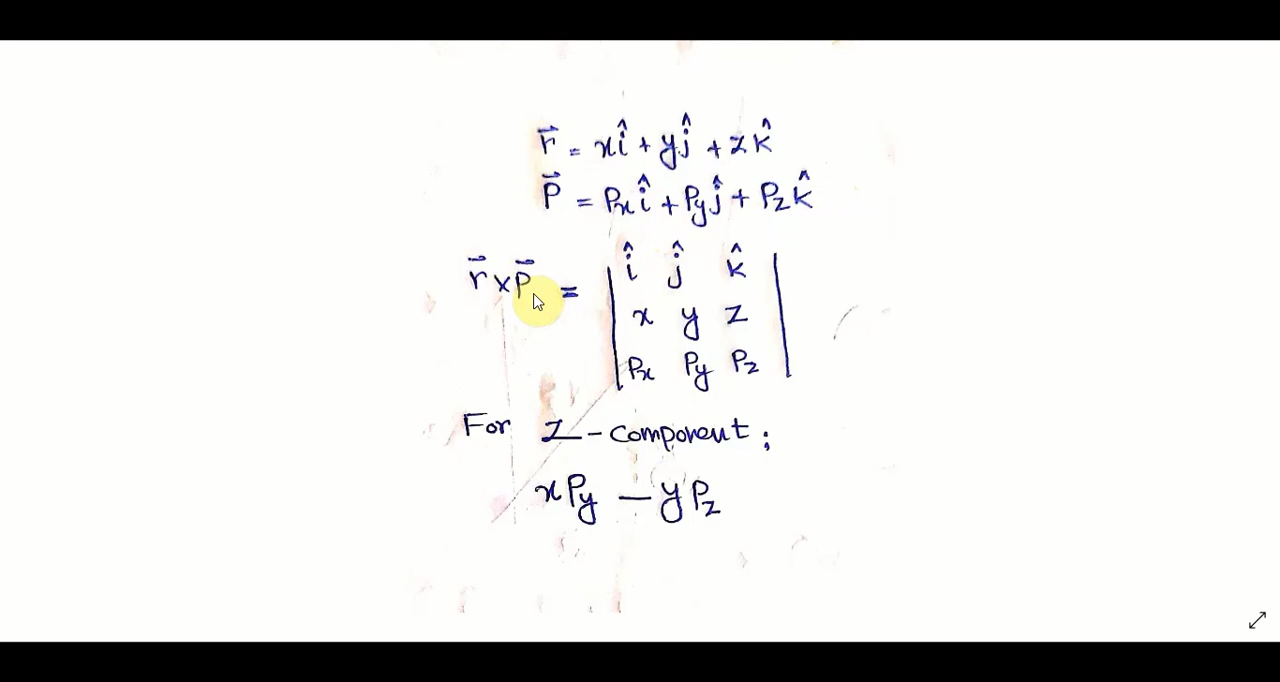 r⃗ = xî + yĵ + zk̂
P⃗ = Pxî + Pyĵ + Pzk̂
r⃗ x P⃗ = | î ĵ k̂ |
| x y z |
| Px Py Pz |
For Z - component ;
xPy — yPz